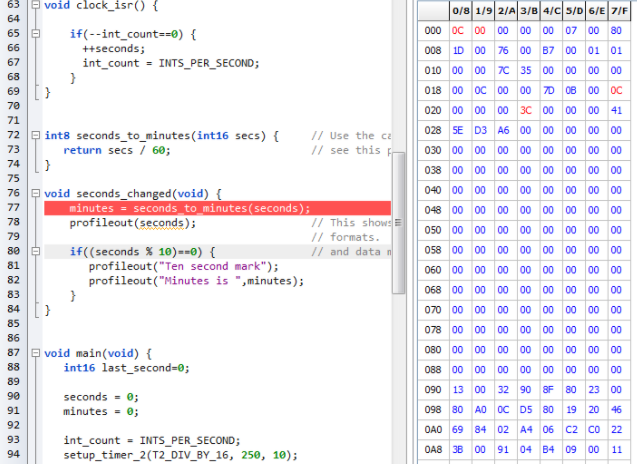 63 void clock_isr() {
64
65 if(--int_count==0) {
66 ++seconds;
67 int_count = INTS_PER_SECOND;
68 }
69 }
70
71
72 int8 seconds_to_minutes(int16 secs) { // Use the ca
73 return secs / 60; // see this p
74 }
75
76 void seconds_changed(void) {
77 minutes = seconds_to_minutes(seconds);
78 profileout(seconds); // This shows
79 // formats.
80 if((seconds % 10)==0) { // and data m
81 profileout("Ten second mark");
82 profileout("Minutes is ",minutes);
83 }
84 }
85
86
87 void main(void) {
88 int16 last_second=0;
89
90 seconds = 0;
91 minutes = 0;
92
93 int_count = INTS_PER_SECOND;
94 setup_timer_2(T2_DIV_BY_16, 250, 10);
0/8 1/9 2/A 3/B 4/C 5/D 6/E 7/F
000 0C 00 00 00 00 07 00 80
008 1D 00 76 00 B7 00 01 01
010 00 00 7C 35 00 00 00 00
018 00 0C 00 00 7D 0B 00 0C
020 00 00 00 3C 00 00 00 41
028 5E D3 A6 00 00 00 00 00
030 00 00 00 00 00 00 00 00
038 00 00 00 00 00 00 00 00
040 00 00 00 00 00 00 00 00
048 00 00 00 00 00 00 00 00
050 00 00 00 00 00 00 00 00
058 00 00 00 00 00 00 00 00
060 00 00 00 00 00 00 00 00
068 00 00 00 00 00 00 00 00
070 00 00 00 00 00 00 00 00
078 00 00 00 00 00 00 00 00
080 00 00 00 00 00 00 00 00
088 00 00 00 00 00 00 00 00
090 13 00 32 90 8F 80 23 00
098 80 A0 0C D5 80 19 20 46
0A0 69 84 02 A4 06 C2 C0 22
0A8 3B 00 91 04 B4 09 00 11